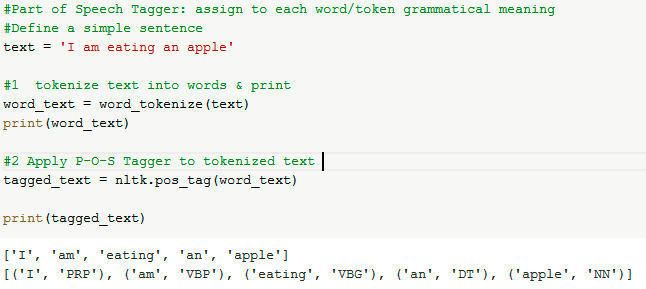 #Part of Speech Tagger: assign to each word/token grammatical meaning
#Define a simple sentence
text = 'I am eating an apple'
#1  tokenize text into words & print
word_text = word_tokenize(text)
print(word_text)
#2 Apply P-O-S Tagger to tokenized text
tagged_text = nltk.pos_tag(word_text)
print(tagged_text)
['I', 'am', 'eating', 'an', 'apple']
[('I', 'PRP'), ('am', 'VBP'), ('eating', 'VBG'), ('an', 'DT'), ('apple', 'NN')]